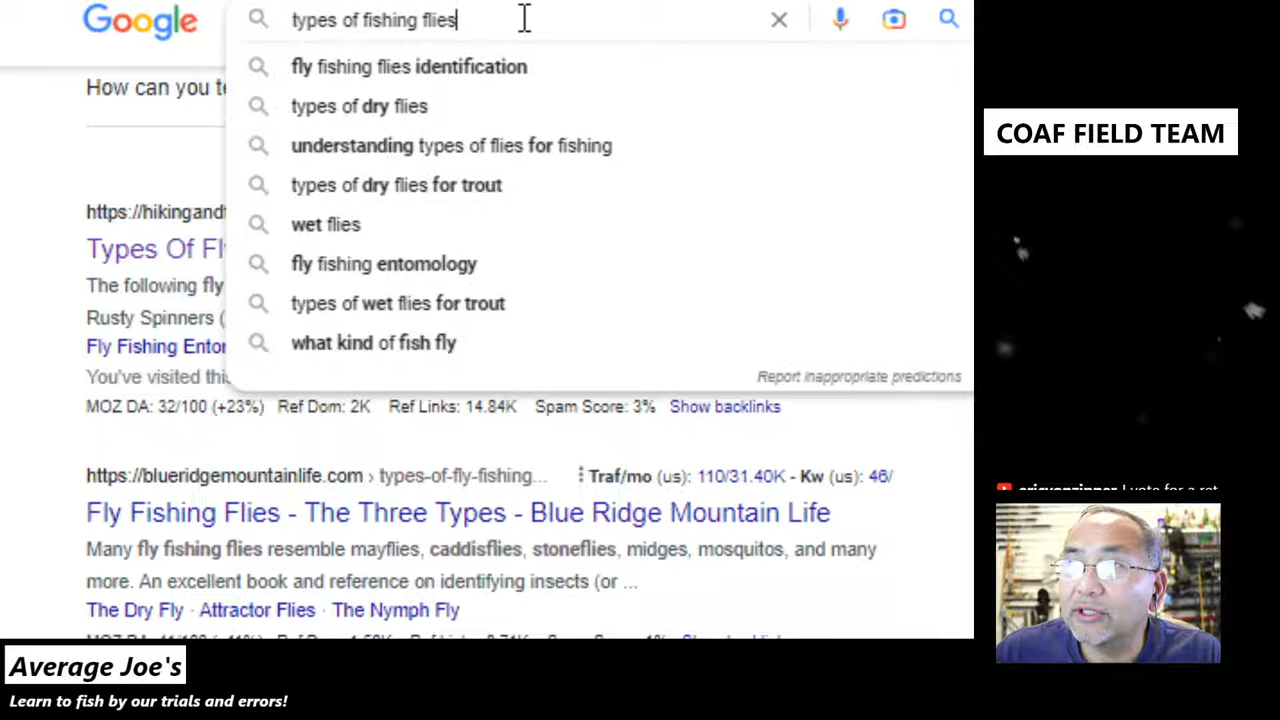 Google
types of fishing flies
fly fishing flies identification
types of dry flies
understanding types of flies for fishing
types of dry flies for trout
wet flies
fly fishing entomology
types of wet flies for trout
what kind of fish fly
Report inappropriate predictions
How can you t
https://hikingand
Types Of Fl
The following fly
Rusty Spinners (
Fly Fishing Ento
You've visited this
MOZ DA: 32/100 (+23%) Ref Dom: 2K Ref Links: 14.84K Spam Score: 3% Show backlinks
https://blueridgemountainlife.com › types-of-fly-fishing... Traf/mo (us): 110/31.40K - Kw (us): 46/
Fly Fishing Flies - The Three Types - Blue Ridge Mountain Life
Many fly fishing flies resemble mayflies, caddisflies, stoneflies, midges, mosquitos, and many
more. An excellent book and reference on identifying insects (or ...
The Dry Fly · Attractor Flies · The Nymph Fly
COAF FIELD TEAM
Average Joe's
Learn to fish by our trials and errors!